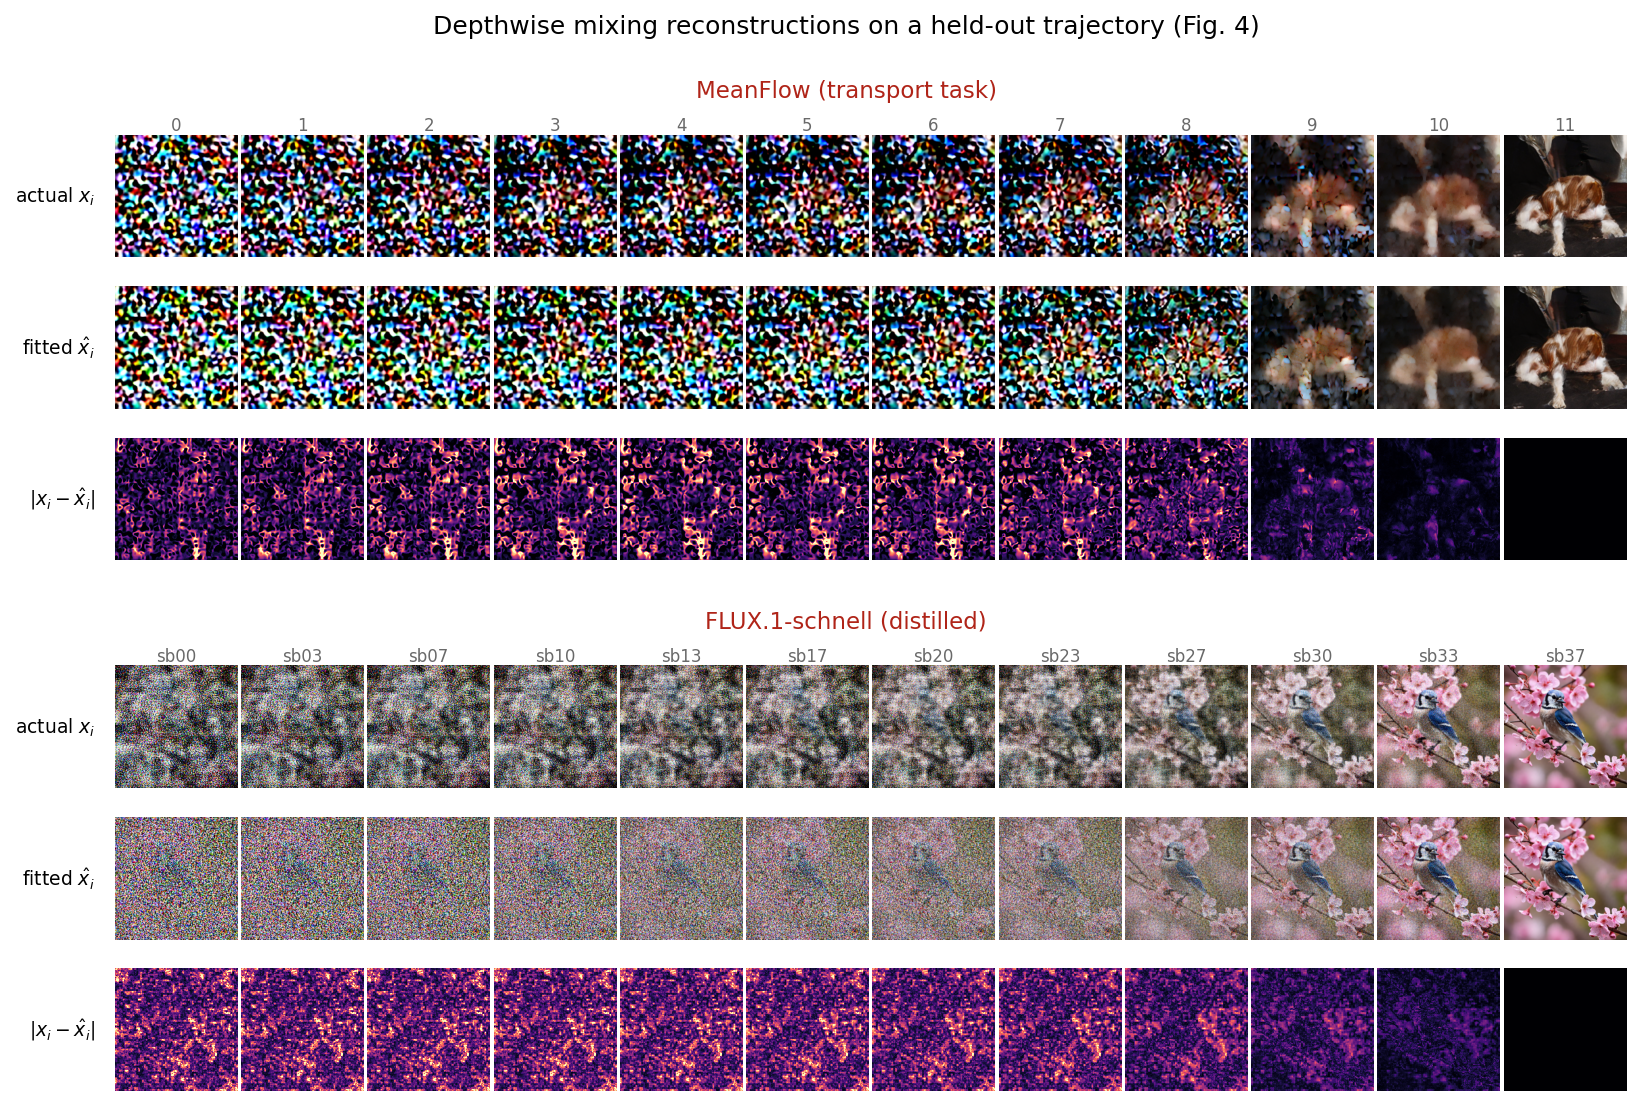 Depthwise mixing reconstructions on a held-out trajectory (Fig. 4)
MeanFlow (transport task)
0 1 2 3 4 5 6 7 8 9 10 11
actual $x_i$
fitted $\hat{x}_i$
$|x_i - \hat{x}_i|$
FLUX.1-schnell (distilled)
sb00 sb03 sb07 sb10 sb13 sb17 sb20 sb23 sb27 sb30 sb33 sb37
actual $x_i$
fitted $\hat{x}_i$
$|x_i - \hat{x}_i|$